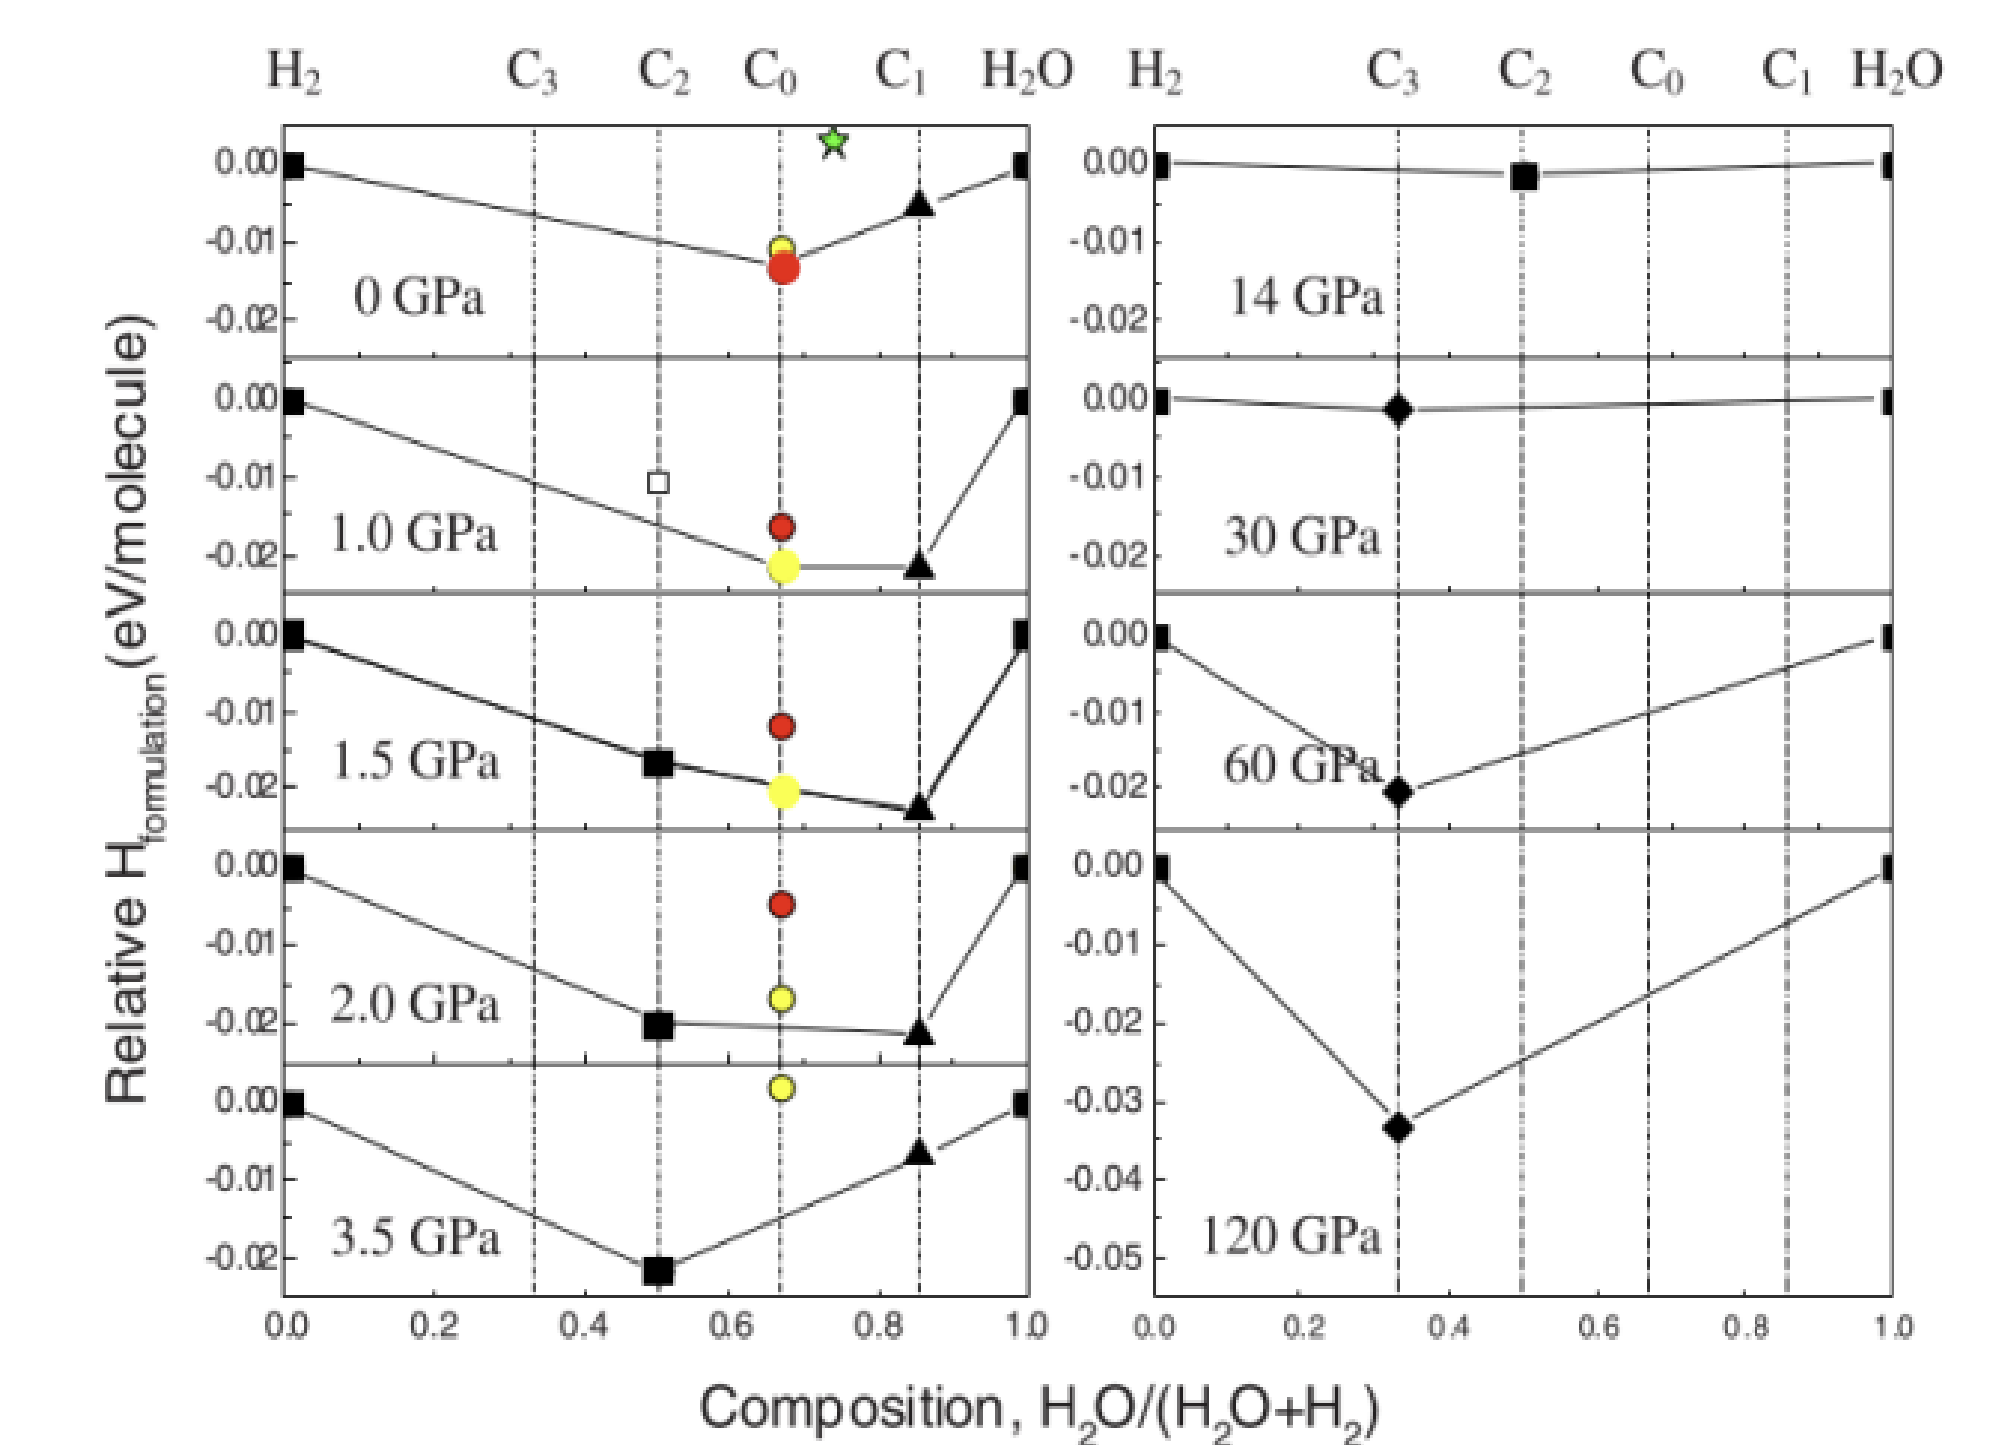 H2 C3 C2 C0 C1 H2O H2 C3 C2 C0 C1 H2O
0.00 0.00
-0.01 -0.01
0 GPa 14 GPa
-0.02 -0.02
0.00 0.00
-0.01 -0.01
1.0 GPa 30 GPa
-0.02 -0.02
0.00 0.00
-0.01 -0.01
1.5 GPa 60 GPa
-0.02 -0.02
0.00 0.00
-0.01 -0.01
2.0 GPa
-0.02 -0.02
0.00 -0.03
-0.01 -0.04
3.5 GPa 120 GPa
-0.02 -0.05
0.0 0.2 0.4 0.6 0.8 1.0 0.0 0.2 0.4 0.6 0.8 1.0
Relative Hformulation (eV/molecule)
Composition, H2O/(H2O+H2)